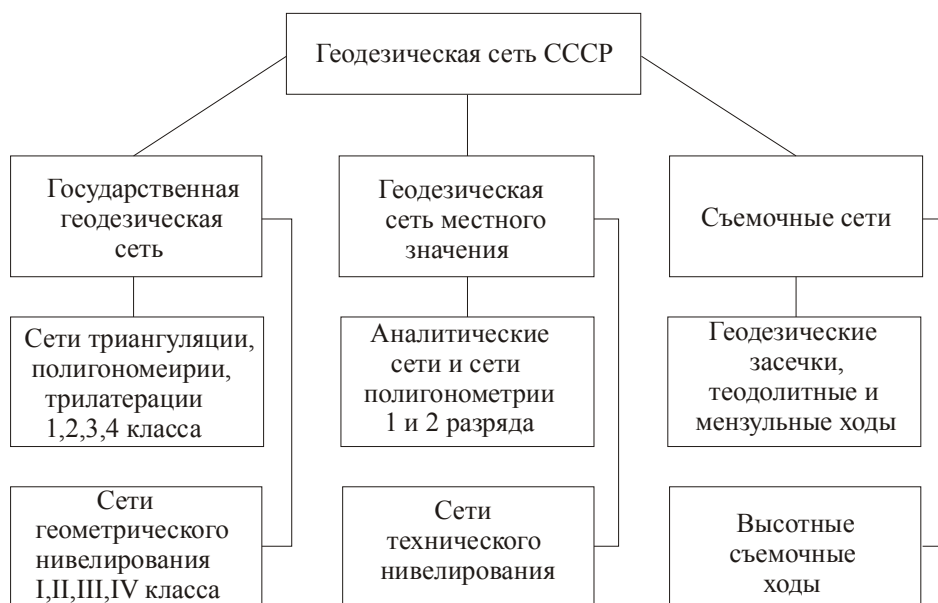 Геодезическая сеть СССР
Государственная
геодезическая
сеть
Геодезическая
сеть местного
значения
Съемочные сети
Сети триангуляции,
полигономеирии,
трилатерации
1,2,3,4 класса
Аналитические
сети и сети
полигонометрии
1 и 2 разряда
Геодезические
засечки,
теодолитные и
мензульные ходы
Сети
геометрического
нивелирования
I,II,III,IV класса
Сети
технического
нивелирования
Высотные
съемочные
ходы